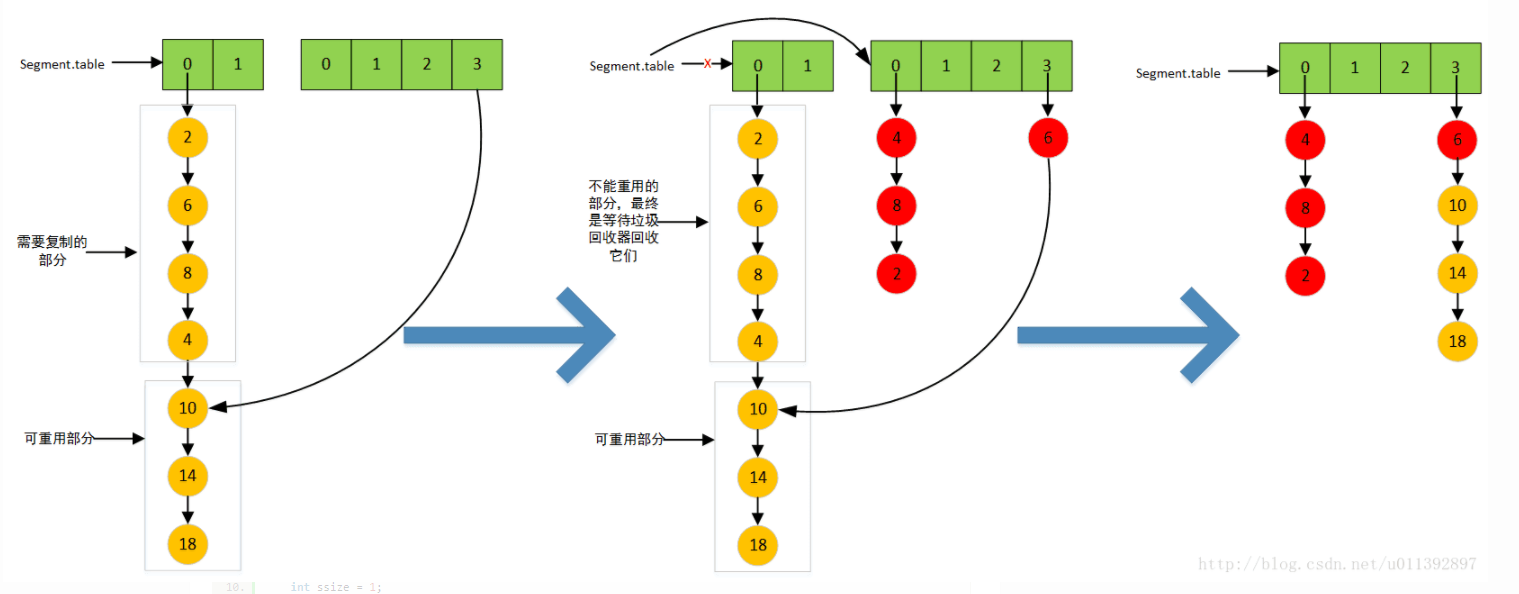 Segment.table
0 1
0 1 2 3
2
6
8
4
10
14
18
需要复制的
部分
可重用部分
Segment.table
X
0 1
0 1 2 3
2
6
8
4
10
14
18
4
8
2
6
不能重用的
部分，最终
是等待垃圾
回收器回收
它们
可重用部分
Segment.table
0 1 2 3
4
8
2
6
10
14
18
http://blog.csdn.net/u011392897
10. int ssize = 1;